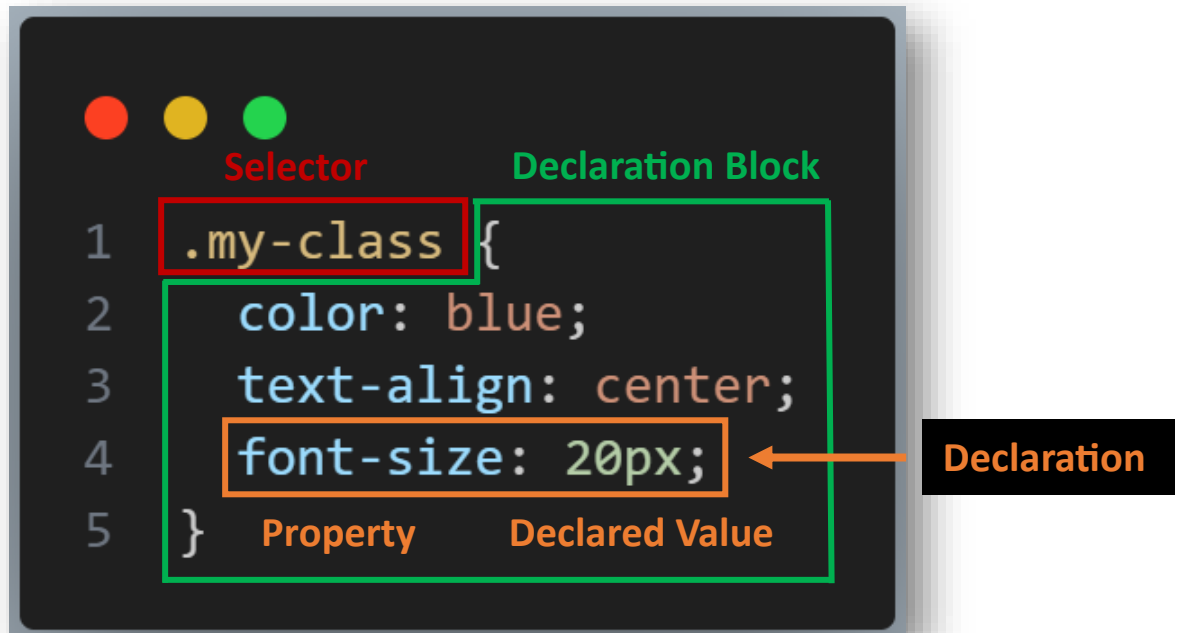 Selector Declaration Block
1 .my-class {
2 color: blue;
3 text-align: center;
4 font-size: 20px;
Declaration
5 } Property Declared Value